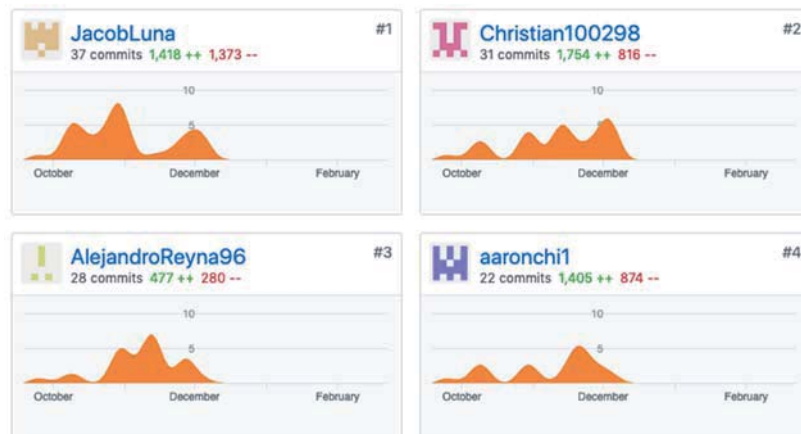 JacobLuna #1
37 commits 1,418 ++ 1,373 --
10
5
October December February
Christian100298 #2
31 commits 1,754 ++ 816 --
10
5
October December February
AlejandroReyna96 #3
28 commits 477 ++ 280 --
10
5
October December February
aaronchi1 #4
22 commits 1,405 ++ 874 --
10
5
October December February